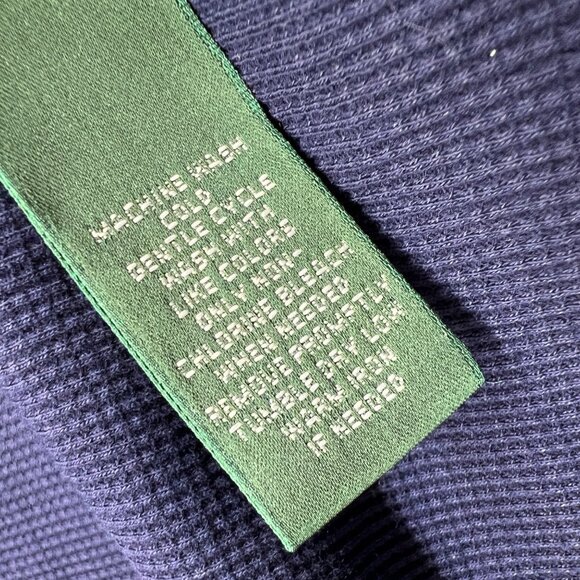 MACHINE WASH
COLD
GENTLE CYCLE
WASH WITH
LIKE COLORS
ONLY NON-
CHLORINE BLEACH
WHEN NEEDED
REMOVE PROMPTLY
TUMBLE DRY LOW
WARM IRON
IF NEEDED